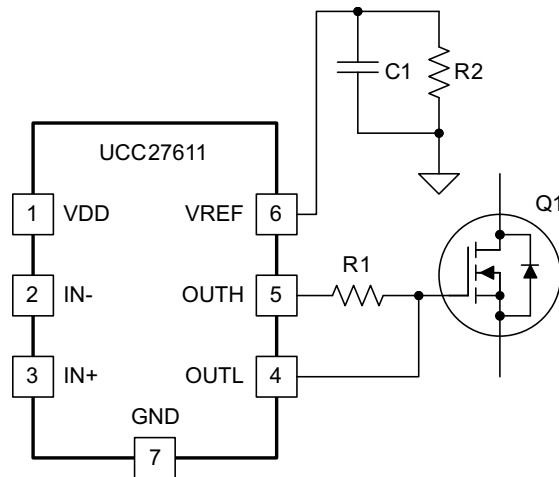 C1
R2
UCC27611
Q1
1 VDD
VREF 6
R1
2 IN-
OUTH 5
3 IN+
OUTL 4
GND
7